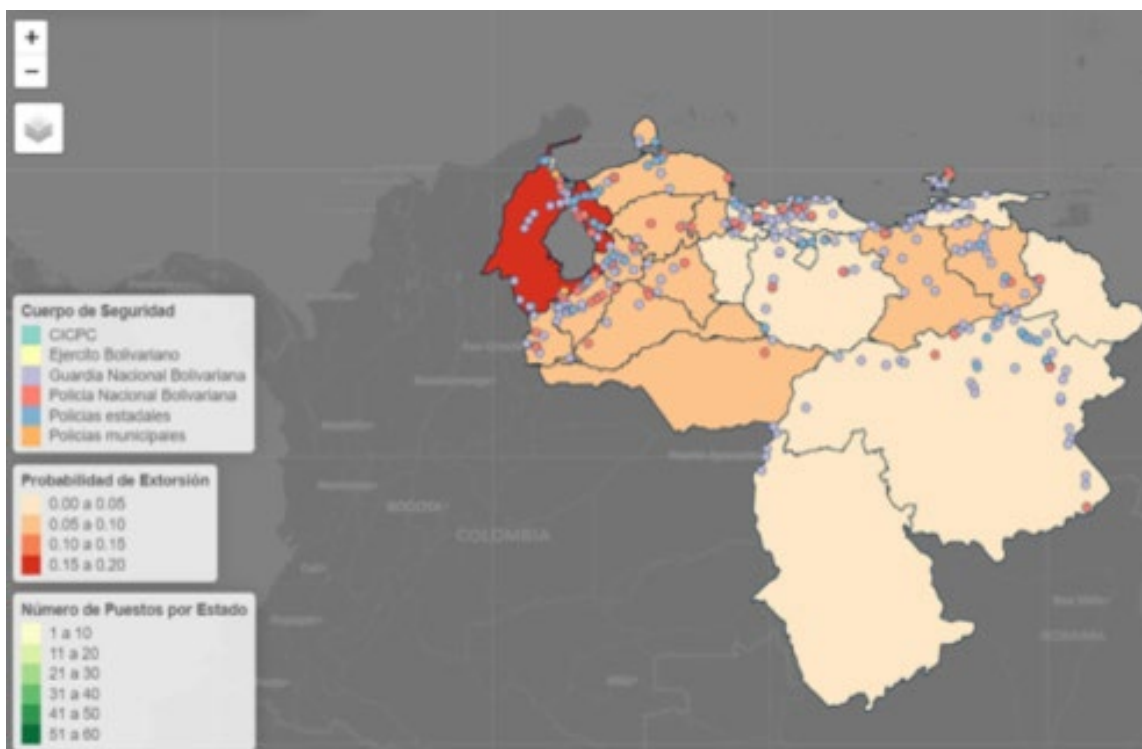 +
−
Cuerpo de Seguridad
CICPC
Ejercito Bolivariano
Guardia Nacional Bolivariana
Policia Nacional Bolivariana
Policias estadales
Policias municipales
Probabilidad de Extorsión
0.00 a 0.05
0.05 a 0.10
0.10 a 0.15
0.15 a 0.20
BOGOTÁ
COLOMBIA
Cali
Número de Puestos por Estado
1 a 10
11 a 20
21 a 30
31 a 40
41 a 50
51 a 60